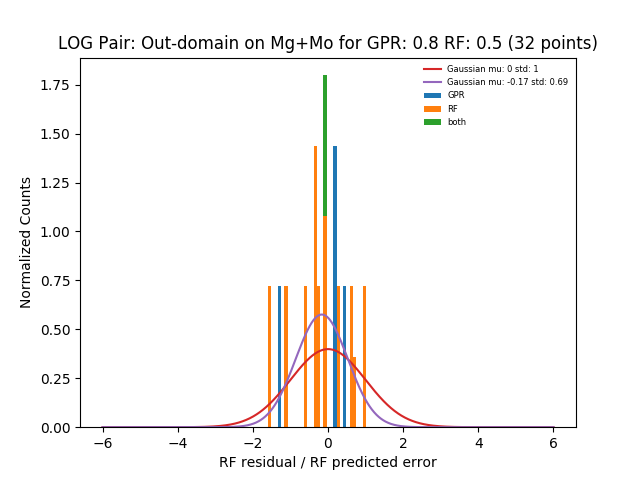 LOG Pair: Out-domain on Mg+Mo for GPR: 0.8 RF: 0.5 (32 points)
Gaussian mu: 0 std: 1
Gaussian mu: -0.17 std: 0.69
GPR
RF
both
Normalized Counts
1.75
1.50
1.25
1.00
0.75
0.50
0.25
0.00
−6 −4 −2 0 2 4 6
RF residual / RF predicted error